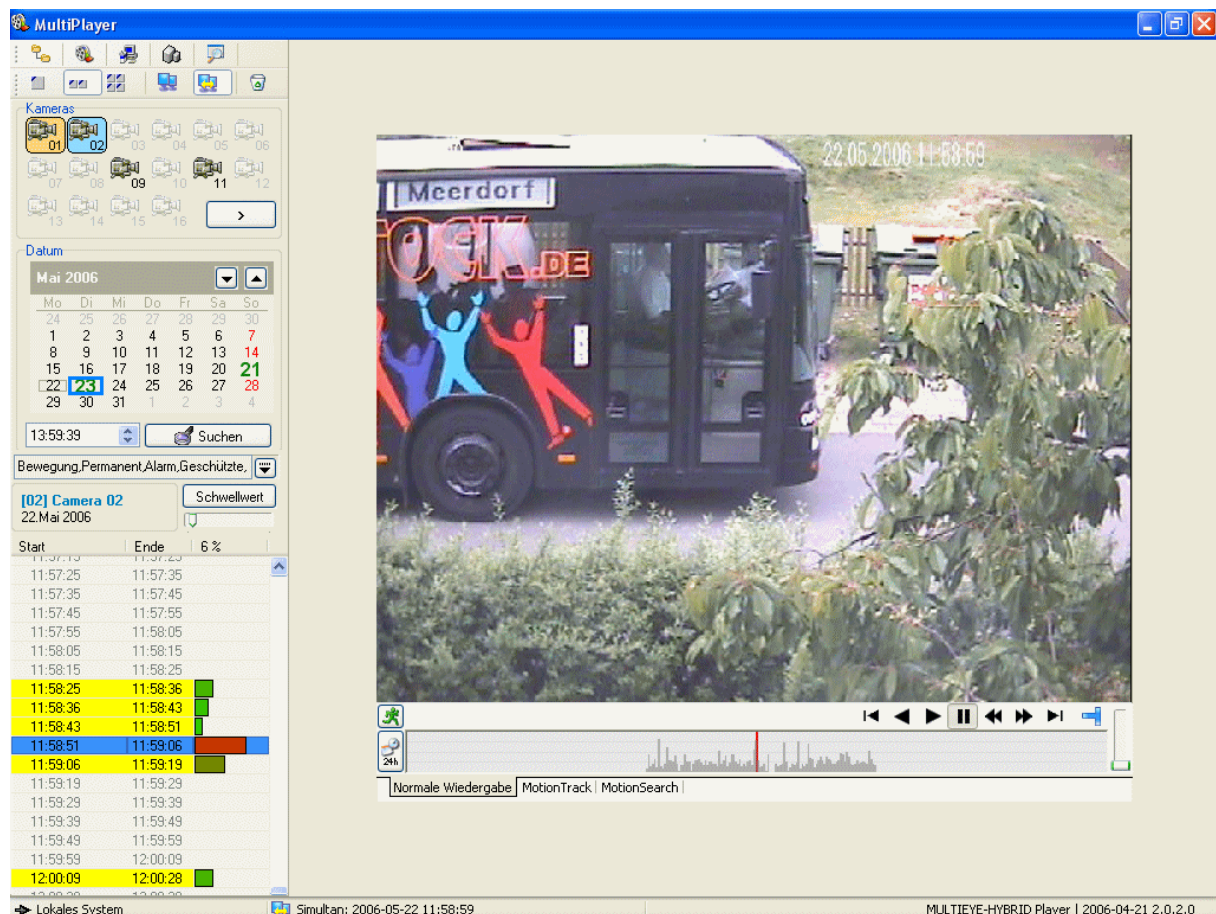 MultiPlayer
Kameras
01 02 03 04 05 06
07 08 09 10 11 12
13 14 15 16 >
Datum
Mai 2006
Mo Di Mi Do Fr Sa So
24 25 26 27 28 29 30
1 2 3 4 5 6 7
8 9 10 11 12 13 14
15 16 17 18 19 20 21
22 23 24 25 26 27 28
29 30 31 1 2 3 4
13:59:39 Suchen
Bewegung,Permanent,Alarm,Geschützte,
[02] Camera 02 Schwellwert
22.Mai 2006
Start Ende 6 %
11:57:15 11:57:25
11:57:25 11:57:35
11:57:35 11:57:45
11:57:45 11:57:55
11:57:55 11:58:05
11:58:05 11:58:15
11:58:15 11:58:25
11:58:25 11:58:36
11:58:36 11:58:43
11:58:43 11:58:51
11:58:51 11:59:06
11:59:06 11:59:19
11:59:19 11:59:29
11:59:29 11:59:39
11:59:39 11:59:49
11:59:49 11:59:59
11:59:59 12:00:09
12:00:09 12:00:28
22.05.2006 11:58:59
Meerdorf
TOCK.DE
24h
Normale Wiedergabe MotionTrack MotionSearch
Lokales System Simultan: 2006-05-22 11:58:59 MULTIEYE-HYBRID Player | 2006-04-21 2.0.2.0